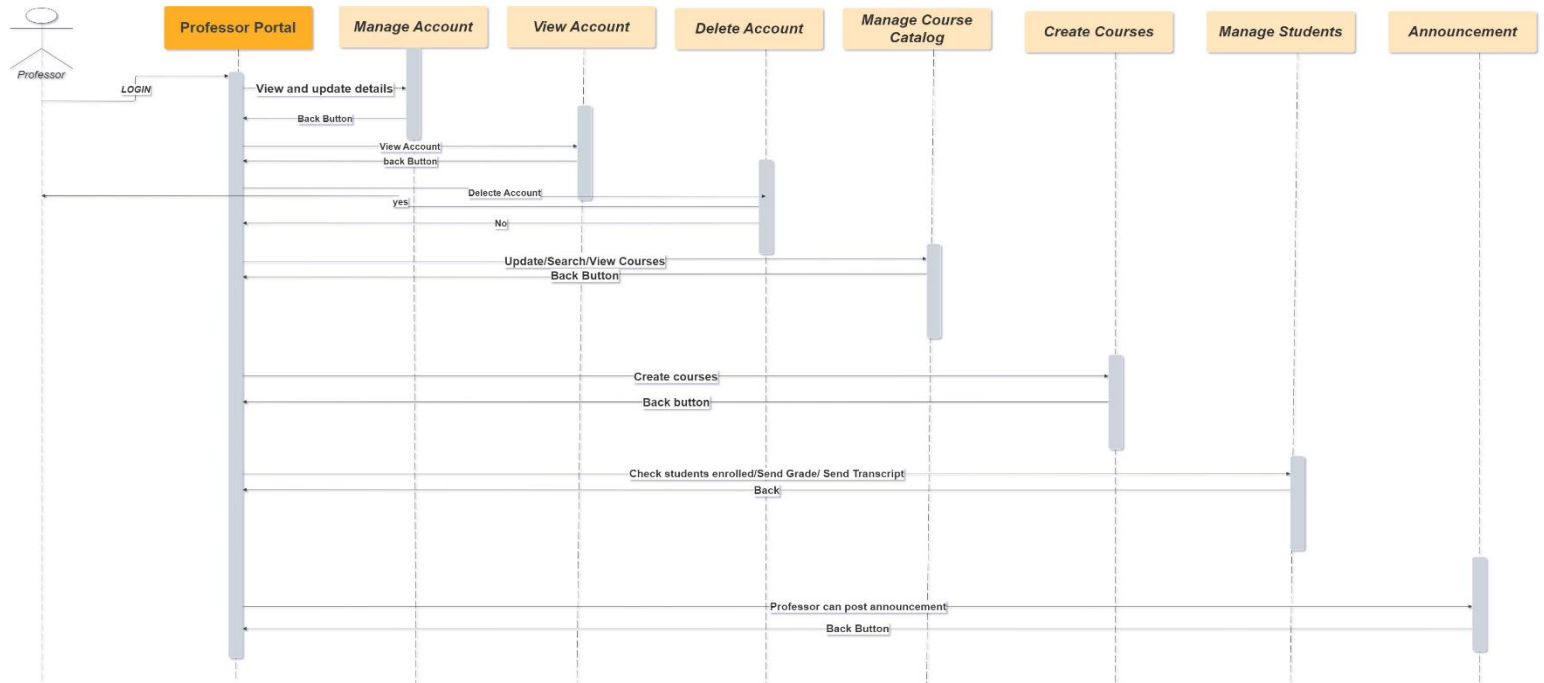 Professor Portal
Manage Account
View Account
Delete Account
Manage Course
Catalog
Create Courses
Manage Students
Announcement
Professor
LOGIN
View and update details
Back Button
View Account
back Button
Delecte Account
yes
No
Update/Search/View Courses
Back Button
Create courses
Back button
Check students enrolled/Send Grade/ Send Transcript
Back
Professor can post announcement
Back Button